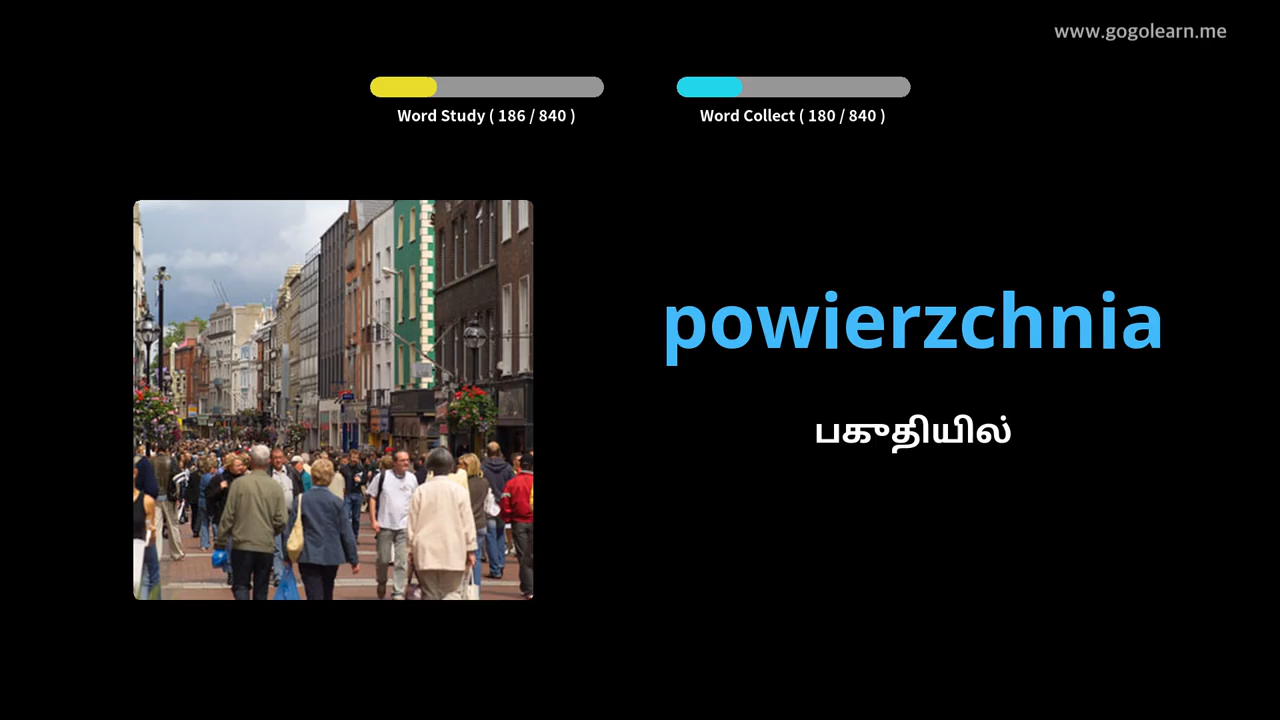 www.gogolearn.me
Word Study ( 186 / 840 )
Word Collect ( 180 / 840 )
powierzchnia
பகுதியில்